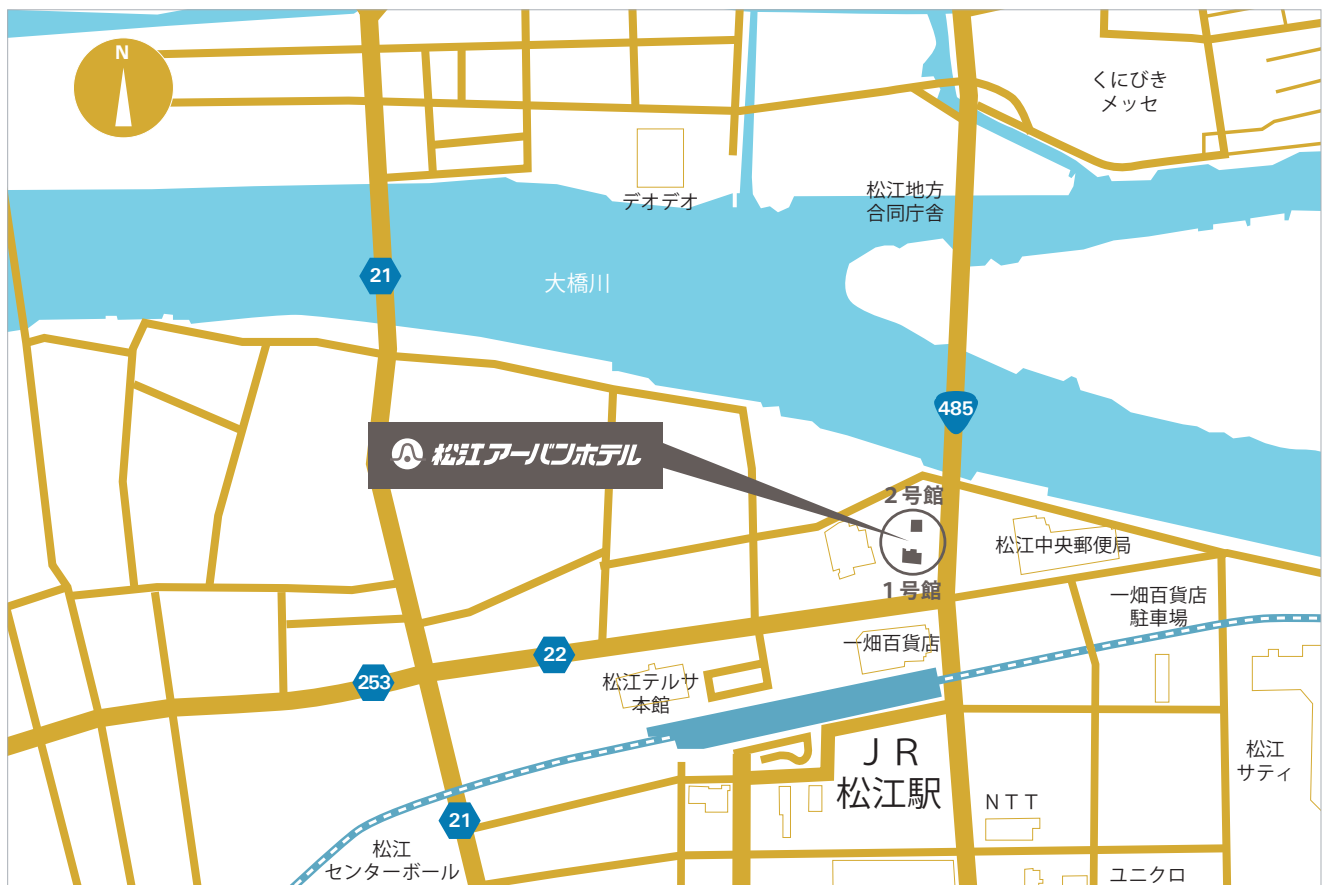 N
くにびき
メッセ
松江地方
合同庁舎
デオデオ
21
大橋川
485
松江アーバンホテル
2号館
松江中央郵便局
1号館
一畑百貨店
駐車場
一畑百貨店
22
253
松江テルサ
本館
JR
松江駅
松江
サティ
NTT
21
松江
センターボール
ユニクロ